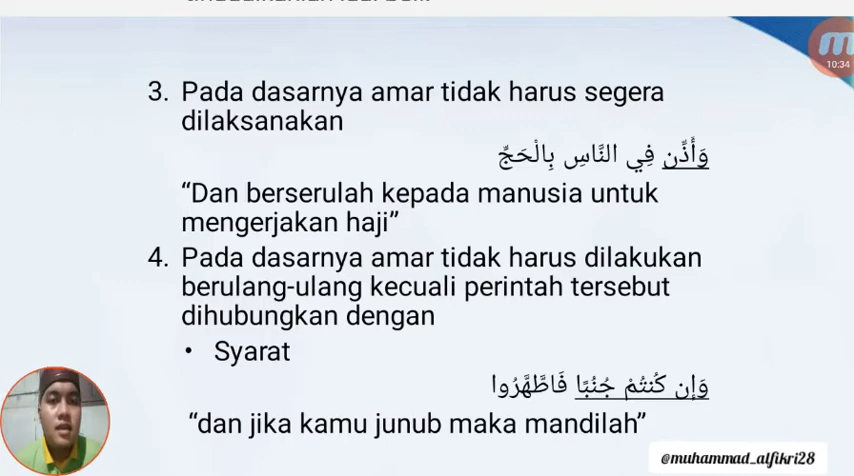 10:34
3. Pada dasarnya amar tidak harus segera
dilaksanakan
وَأَذِّن فِي النَّاسِ بِالْحَجِّ
“Dan berserulah kepada manusia untuk
mengerjakan haji”
4. Pada dasarnya amar tidak harus dilakukan
berulang-ulang kecuali perintah tersebut
dihubungkan dengan
• Syarat
وَإِن كُنتُمْ جُنُبًا فَاطَّهَّرُوا
“dan jika kamu junub maka mandilah”
@muhammad_alfikri28